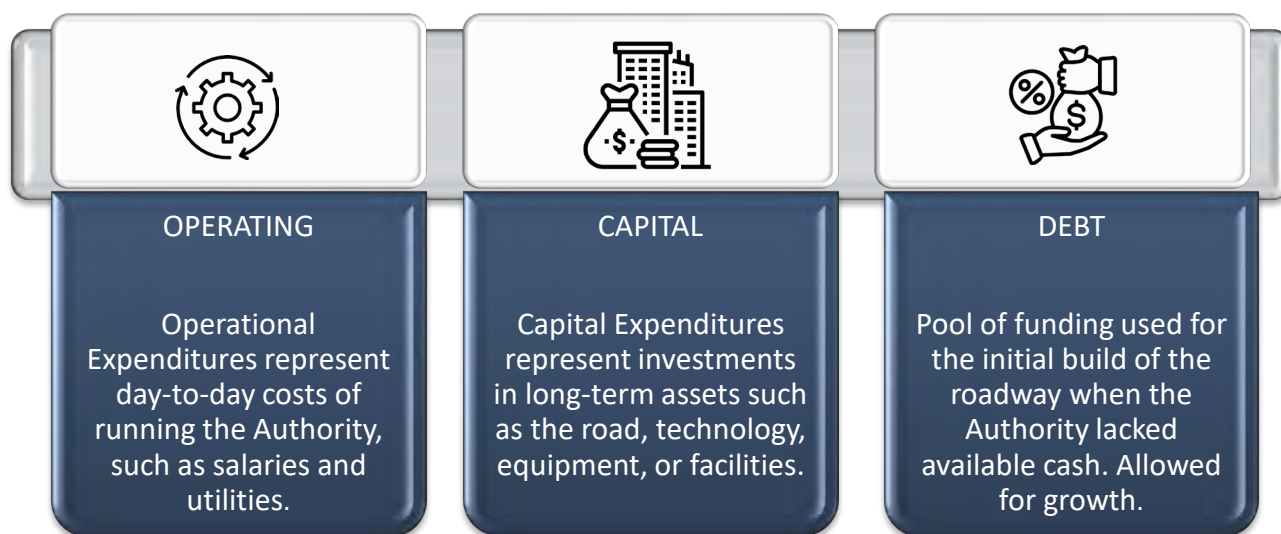 $
%
$
OPERATING
Operational
Expenditures represent
day-to-day costs of
running the Authority,
such as salaries and
utilities.
CAPITAL
Capital Expenditures
represent investments
in long-term assets such
as the road, technology,
equipment, or facilities.
DEBT
Pool of funding used for
the initial build of the
roadway when the
Authority lacked
available cash. Allowed
for growth.